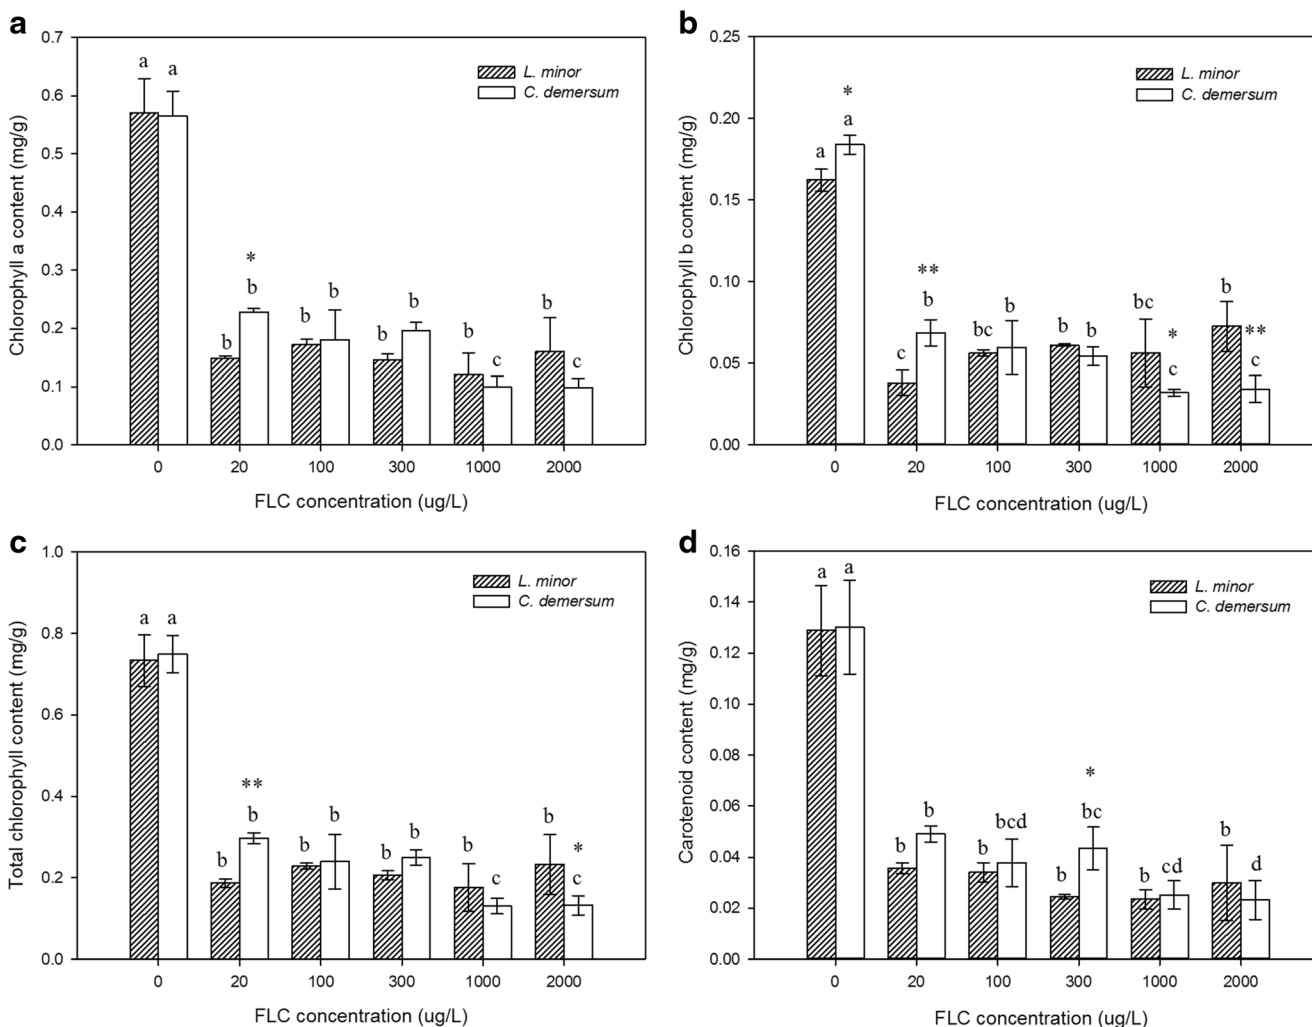 a
Chlorophyll a content (mg/g)
0.7
0.6
0.5
0.4
0.3
0.2
0.1
0.0
L. minor
C. demersum
a a
b
*
b
b b
b b
b c
b c
0 20 100 300 1000 2000
FLC concentration (ug/L)
b
Chlorophyll b content (mg/g)
0.25
0.20
0.15
0.10
0.05
0.00
L. minor
C. demersum
a
*
a
c
**
b
bc b
b b
bc
*
c
b
**
c
0 20 100 300 1000 2000
FLC concentration (ug/L)
c
Total chlorophyll content (mg/g)
1.0
0.8
0.6
0.4
0.2
0.0
L. minor
C. demersum
a a
b
**
b
b b
b b
b c
b
*
c
0 20 100 300 1000 2000
FLC concentration (ug/L)
d
Carotenoid content (mg/g)
0.16
0.14
0.12
0.10
0.08
0.06
0.04
0.02
0.00
L. minor
C. demersum
a a
b b
b bcd
b
*
bc
b cd
b d
0 20 100 300 1000 2000
FLC concentration (ug/L)